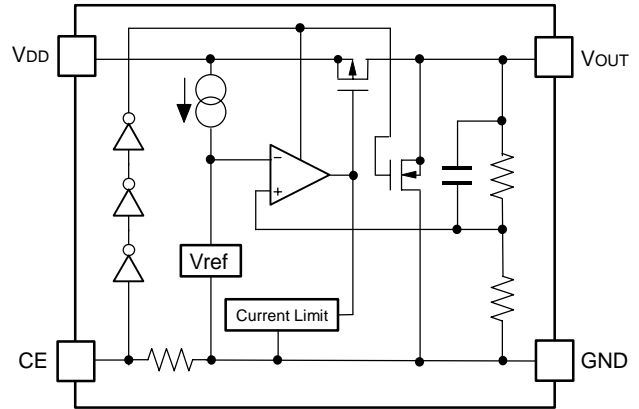 VDD
VOUT
−
+
Vref
Current Limit
CE
GND